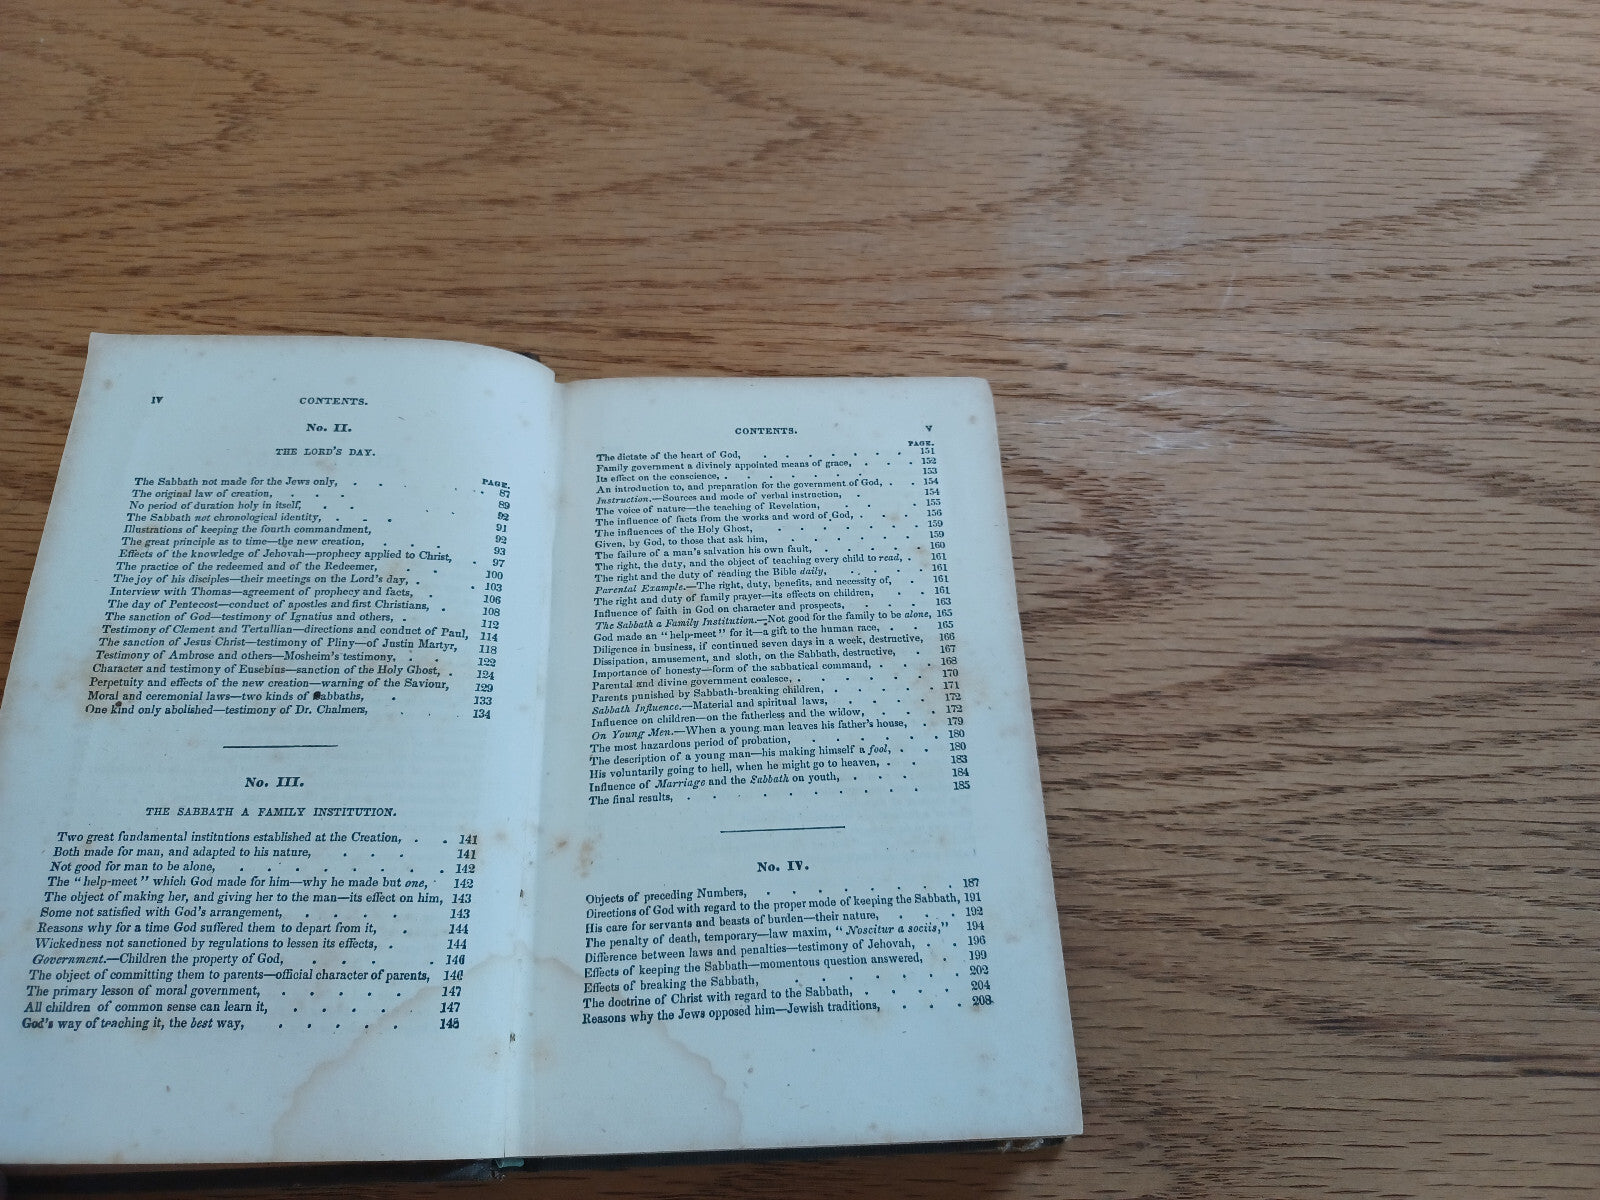 IV
CONTENTS.
No. II.
THE LORD'S DAY.
PAGE.
The Sabbath not made for the Jews only, . . . 87
The original law of creation, . . . 89
No period of duration holy in itself, . . 92
The Sabbath not chronological identity, . . . 91
Illustrations of keeping the fourth commandment, 92
The great principle as to time—the new creation, . . 93
Effects of the knowledge of Jehovah—prophecy applied to Christ, . 97
The practice of the redeemed and of the Redeemer, . . 100
The joy of his disciples—their meetings on the Lord's day, . . 103
Interview with Thomas—agreement of prophecy and facts, . 106
The day of Pentecost—conduct of apostles and first Christians, . 108
The sanction of God—testimony of Ignatius and others, . 112
Testimony of Clement and Tertullian—directions and conduct of Paul, 114
The sanction of Jesus Christ—testimony of Pliny—of Justin Martyr, 118
Testimony of Ambrose and others—Mosheim's testimony, . . 122
Character and testimony of Eusebius—sanction of the Holy Ghost, . 124
Perpetuity and effects of the new creation—warning of the Saviour, 129
Moral and ceremonial laws—two kinds of Sabbaths, . 133
One kind only abolished—testimony of Dr. Chalmers, . . 134
No. III.
THE SABBATH A FAMILY INSTITUTION.
Two great fundamental institutions established at the Creation, . . 141
Both made for man, and adapted to his nature, . . . 141
Not good for man to be alone, . . . . . . . 142
The "help-meet" which God made for him—why he made but one, . 142
The object of making her, and giving her to the man—its effect on him, 143
Some not satisfied with God's arrangement, . . . . 143
Reasons why for a time God suffered them to depart from it, . 144
Wickedness not sanctioned by regulations to lessen its effects, . 144
Government.—Children the property of God, . . . . 146
The object of committing them to parents—official character of parents, 146
The primary lesson of moral government, . . . . . 147
All children of common sense can learn it, . . . . . 147
God's way of teaching it, the best way, . . . . . 148
CONTENTS.
V
PAGE.
The dictate of the heart of God, . . . . . . . 151
Family government a divinely appointed means of grace, . . . 152
Its effect on the conscience, . . . . . . . 153
An introduction to, and preparation for the government of God, . . 154
Instruction.—Sources and mode of verbal instruction, . 154
The voice of nature—the teaching of Revelation, . . . 155
The influence of facts from the works and word of God, . . . 156
The influences of the Holy Ghost, . . . . . . 159
Given, by God, to those that ask him, . . . . . . 159
The failure of a man's salvation his own fault, . . . . 160
The right, the duty, and the object of teaching every child to read, . 161
The right and the duty of reading the Bible daily, . . . . 161
Parental Example.—The right, duty, benefits, and necessity of, . 161
The right and duty of family prayer—its effects on children, . . 163
Influence of faith in God on character and prospects, . . .
The Sabbath a Family Institution.—Not good for the family to be alone, 165
God made an "help-meet" for it—a gift to the human race, . . 165
Diligence in business, if continued seven days in a week, destructive, 166
Dissipation, amusement, and sloth, on the Sabbath, destructive, . 167
Importance of honesty—form of the sabbatical command, . . . 168
Parental and divine government coalesce, . . . . . . 170
Parents punished by Sabbath-breaking children, . . . . 171
Sabbath Influence.—Material and spiritual laws, . . . . 172
Influence on children—on the fatherless and the widow, . . . 172
On Young Men.—When a young man leaves his father's house, . 179
The most hazardous period of probation, . . . . . . 180
The description of a young man—his making himself a fool, . . 180
His voluntarily going to hell, when he might go to heaven, . . 183
Influence of Marriage and the Sabbath on youth, . . . 184
The final results, . . . . . . . . 185
No. IV.
Objects of preceding Numbers, . . . . . . . . 187
Directions of God with regard to the proper mode of keeping the Sabbath, 191
His care for servants and beasts of burden—their nature, . . . 192
The penalty of death, temporary—law maxim, "Noscitur a sociis," 194
Difference between laws and penalties—testimony of Jehovah, . . 196
Effects of keeping the Sabbath—momentous question answered, . 199
Effects of breaking the Sabbath, . . . . . . 202
The doctrine of Christ with regard to the Sabbath, . . . . 204
Reasons why the Jews opposed him—Jewish traditions, . . . 208